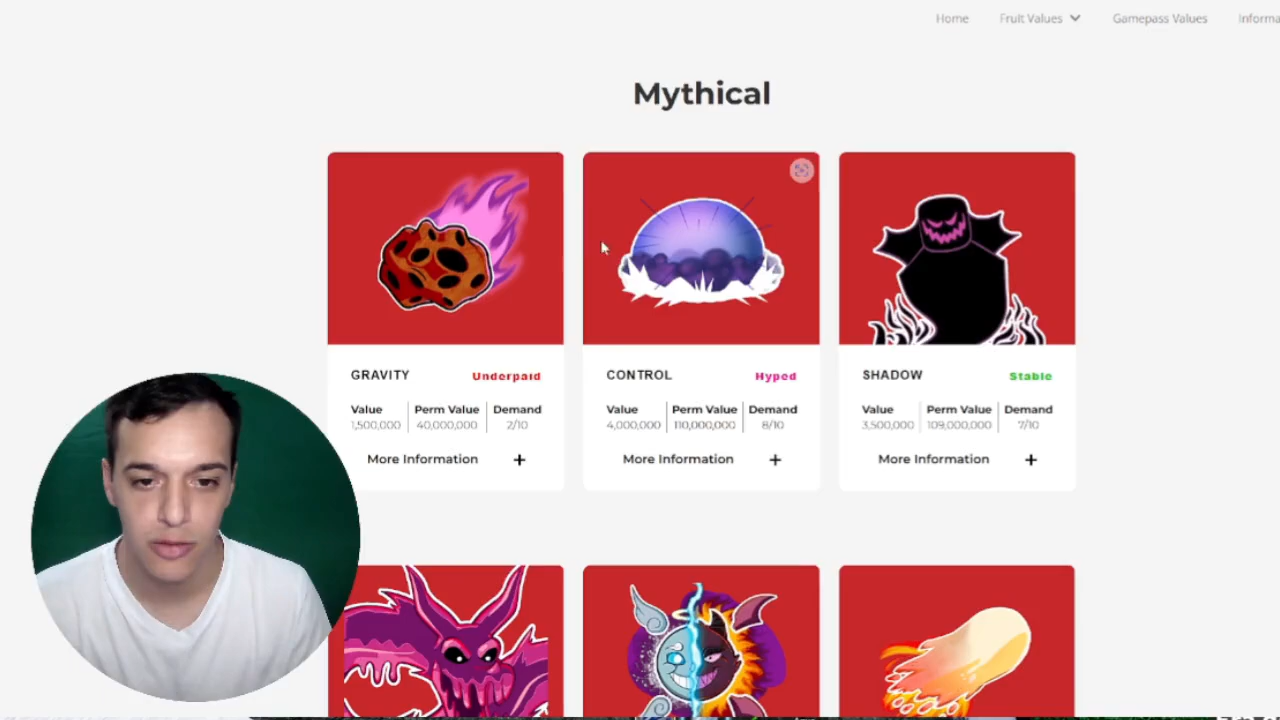 Home Fruit Values Gamepass Values Informa
Mythical
GRAVITY Underpaid
Value Perm Value Demand
1,500,000 40,000,000 2/10
More Information +
CONTROL Hyped
Value Perm Value Demand
4,000,000 110,000,000 8/10
More Information +
SHADOW Stable
Value Perm Value Demand
3,500,000 109,000,000 7/10
More Information +